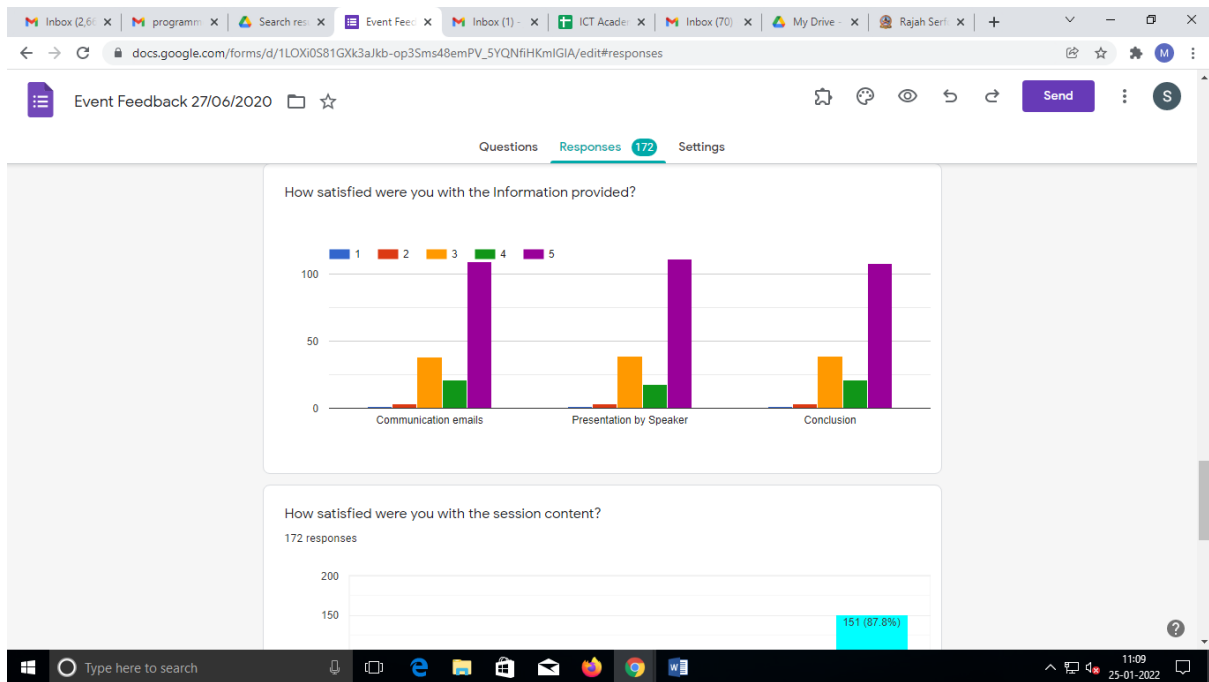 Inbox (2,6
programm
Search res
Event Feed
Inbox (1) -
ICT Acader
Inbox (70)
My Drive -
Rajah Serf
docs.google.com/forms/d/1LOXi0S81GXk3aJkb-op3Sms48emPV_5YQNfiHKmIGIA/edit#responses
M
Event Feedback 27/06/2020
Send
S
Questions Responses 172 Settings
How satisfied were you with the Information provided?
1 2 3 4 5
100
50
0
Communication emails Presentation by Speaker Conclusion
How satisfied were you with the session content?
172 responses
200
150
151 (87.8%)
Type here to search
11:09
25-01-2022